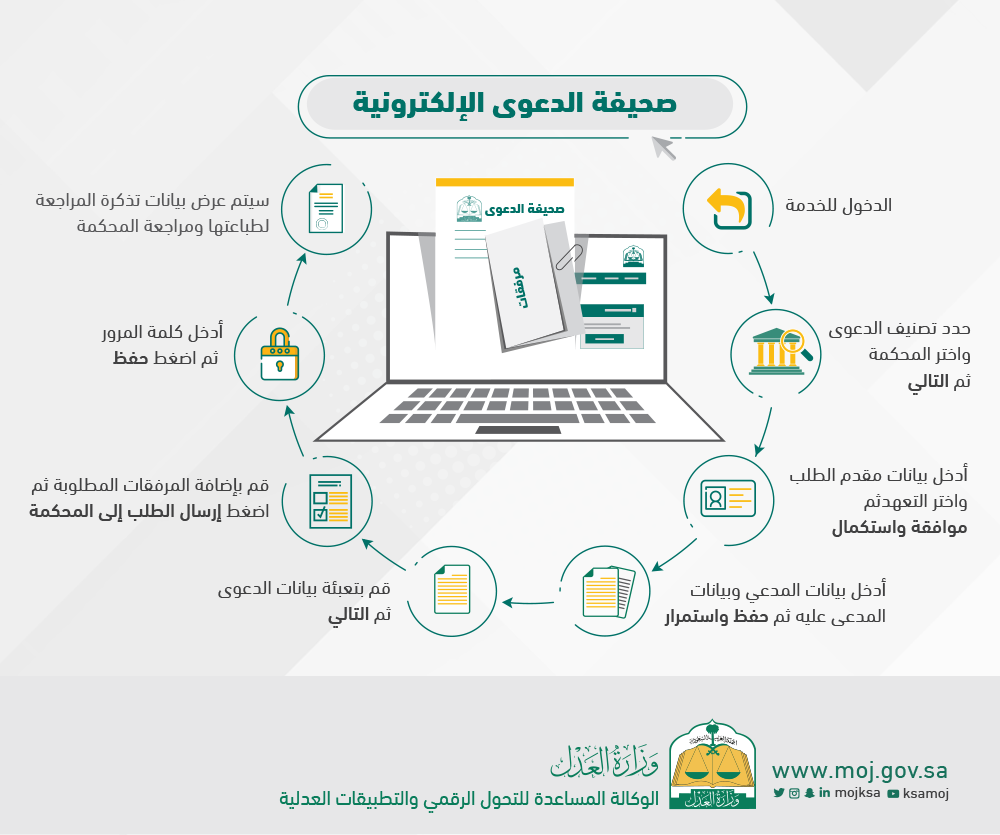 صحيفة الدعوى الإلكترونية
صحيفة الدعوى
مرفقات
الدخول للخدمة
حدد تصنيف الدعوى
واختر المحكمة
ثم التالي
أدخل بيانات مقدم الطلب
واختر التعهدثم
موافقة واستكمال
أدخل بيانات المدعي وبيانات
المدعى عليه ثم حفظ واستمرار
قم بتعبئة بيانات الدعوى
ثم التالي
قم بإضافة المرفقات المطلوبة ثم
اضغط إرسال الطلب إلى المحكمة
أدخل كلمة المرور
ثم اضغط حفظ
سيتم عرض بيانات تذكرة المراجعة
لطباعتها ومراجعة المحكمة
وزارة العدل
الوكالة المساعدة للتحول الرقمي والتطبيقات العدلية
وزارة العدل
www.moj.gov.sa
mojksa ksamoj